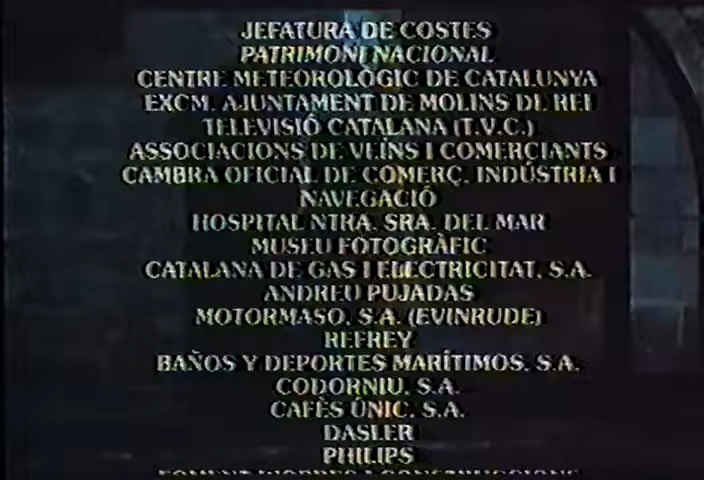 JEFATURA DE COSTES
PATRIMONI NACIONAL
CENTRE METEOROLÒGIC DE CATALUNYA
EXCM. AJUNTAMENT DE MOLINS DE REI
TELEVISIÓ CATALANA (T.V.C.)
ASSOCIACIONS DE VEÏNS I COMERCIANTS
CAMBRA OFICIAL DE COMERÇ, INDÚSTRIA I
NAVEGACIÓ
HOSPITAL NTRA. SRA. DEL MAR
MUSEU FOTOGRÀFIC
CATALANA DE GAS I ELECTRICITAT, S.A.
ANDREU PUJADAS
MOTORMASO, S.A. (EVINRUDE)
REFREY
BAÑOS Y DEPORTES MARÍTIMOS, S.A.
CODORNIU, S.A.
CAFÈS ÚNIC, S.A.
DASLER
PHILIPS